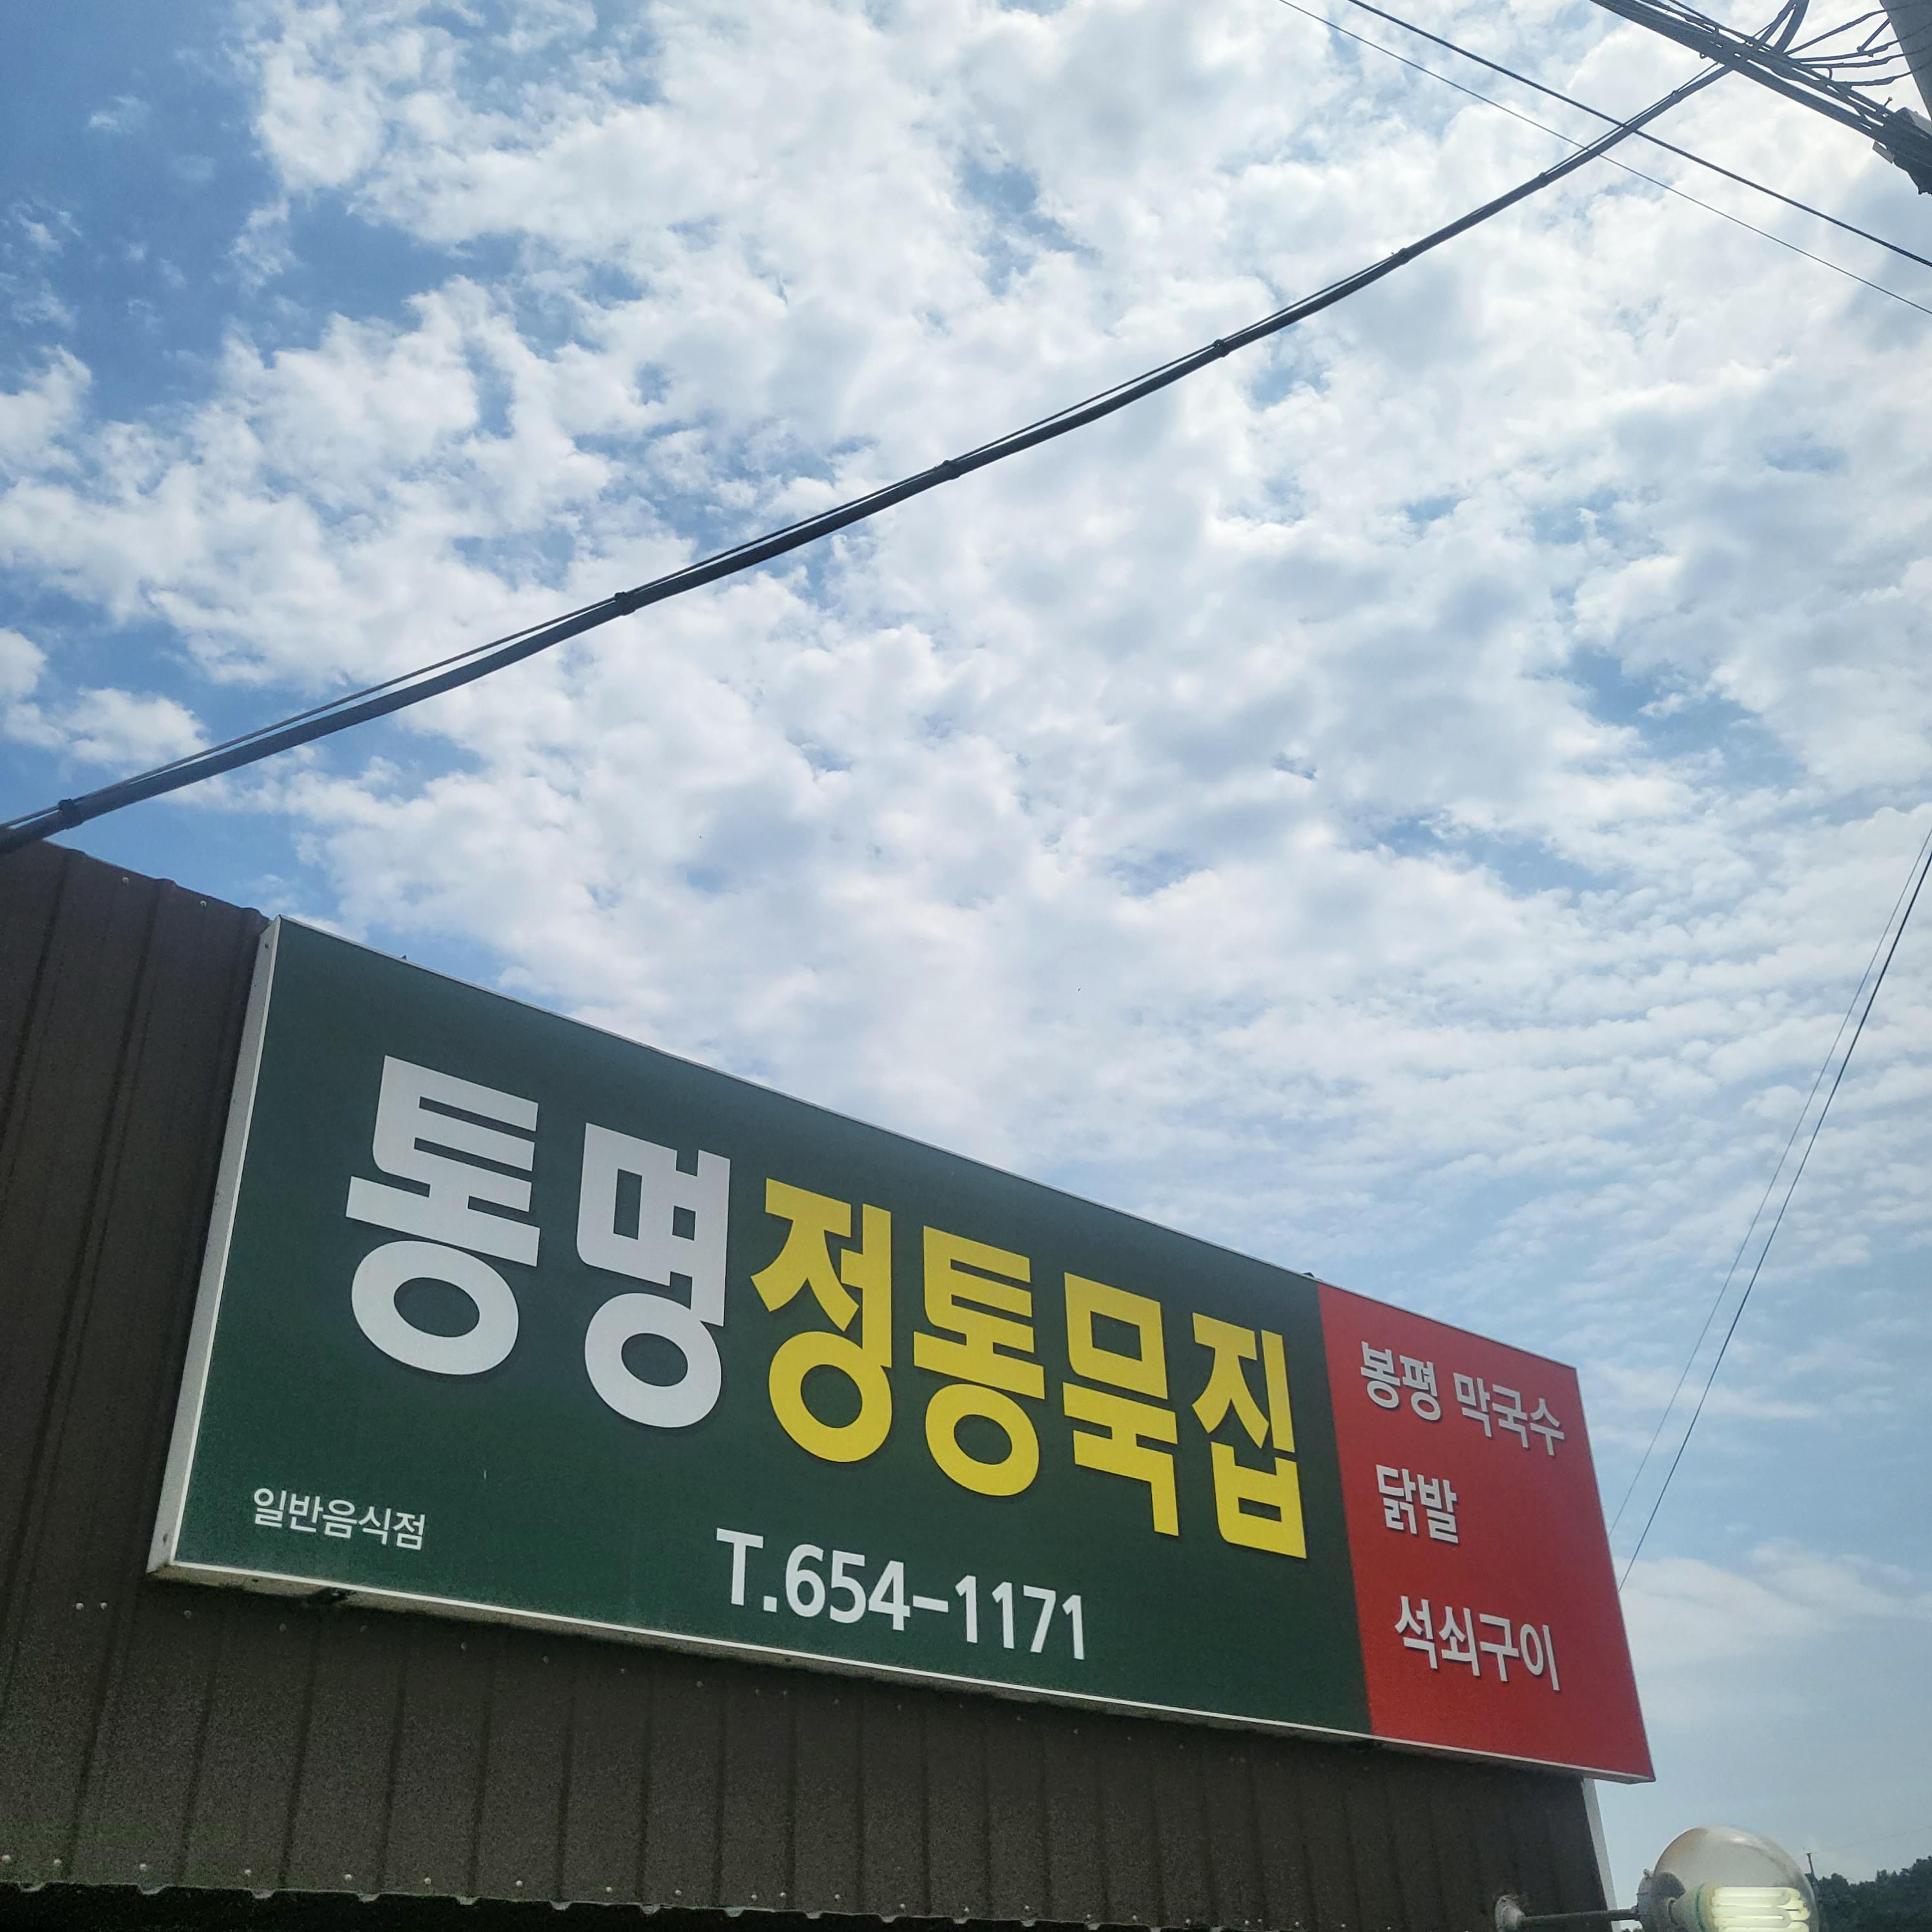 통명정통묵집
일반음식점
T.654-1171
봉평 막국수
닭발
석쇠구이